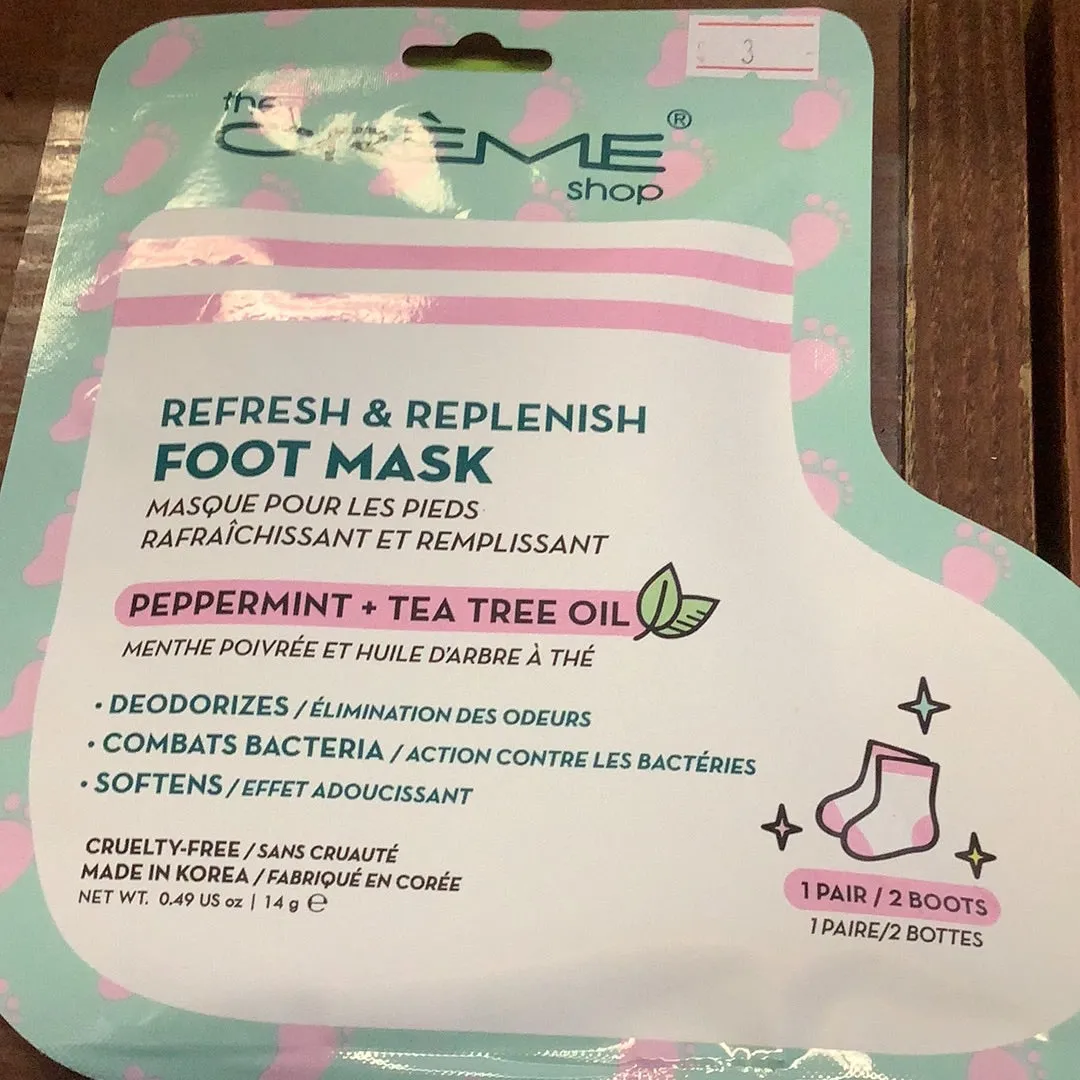 $ 3 -
the
CRÈME®
shop
REFRESH & REPLENISH
FOOT MASK
MASQUE POUR LES PIEDS
RAFRAÎCHISSANT ET REMPLISSANT
PEPPERMINT + TEA TREE OIL
MENTHE POIVRÉE ET HUILE D'ARBRE À THÉ
• DEODORIZES / ÉLIMINATION DES ODEURS
• COMBATS BACTERIA / ACTION CONTRE LES BACTÉRIES
• SOFTENS / EFFET ADOUCISSANT
CRUELTY-FREE / SANS CRUAUTÉ
MADE IN KOREA / FABRIQUÉ EN CORÉE
NET WT. 0.49 US oz | 14 g ℮
1 PAIR / 2 BOOTS
1 PAIRE/2 BOTTES